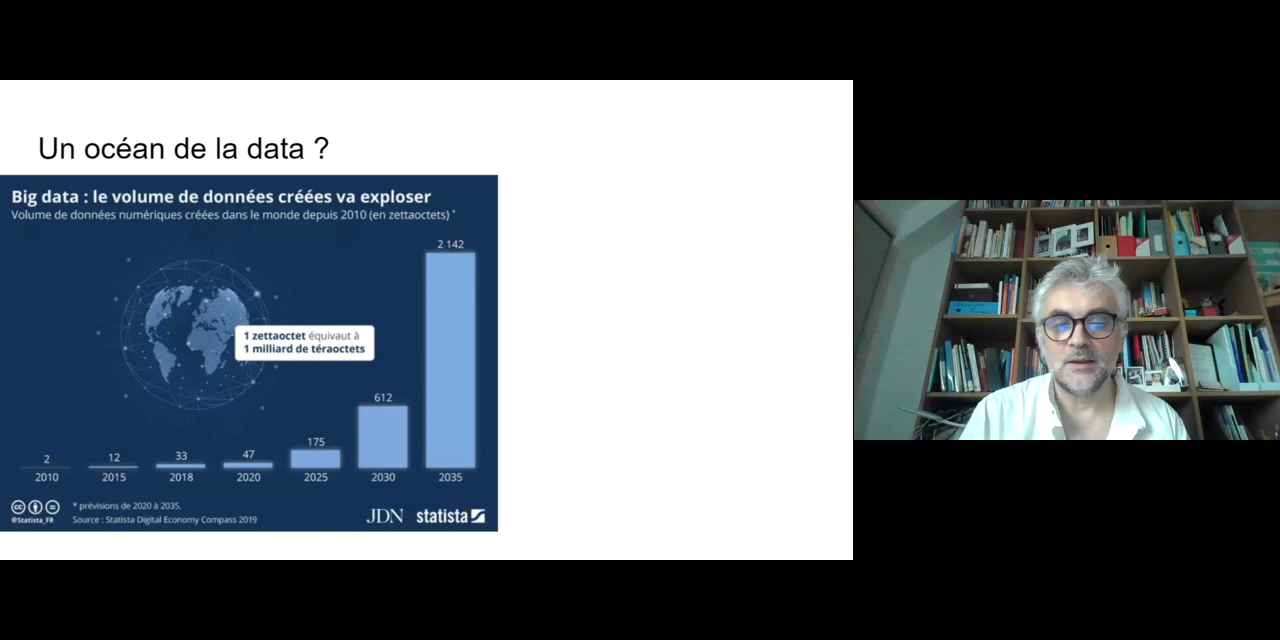 Un océan de la data ?
Big data : le volume de données créées va exploser
Volume de données numériques créées dans le monde depuis 2010 (en zettaoctets) *
2 142
1 zettaoctet équivaut à
1 milliard de téraoctets
612
175
47
33
12
2
2010 2015 2018 2020 2025 2030 2035
* prévisions de 2020 à 2035.
@Statista_FR Source : Statista Digital Economy Compass 2019
JDN statista